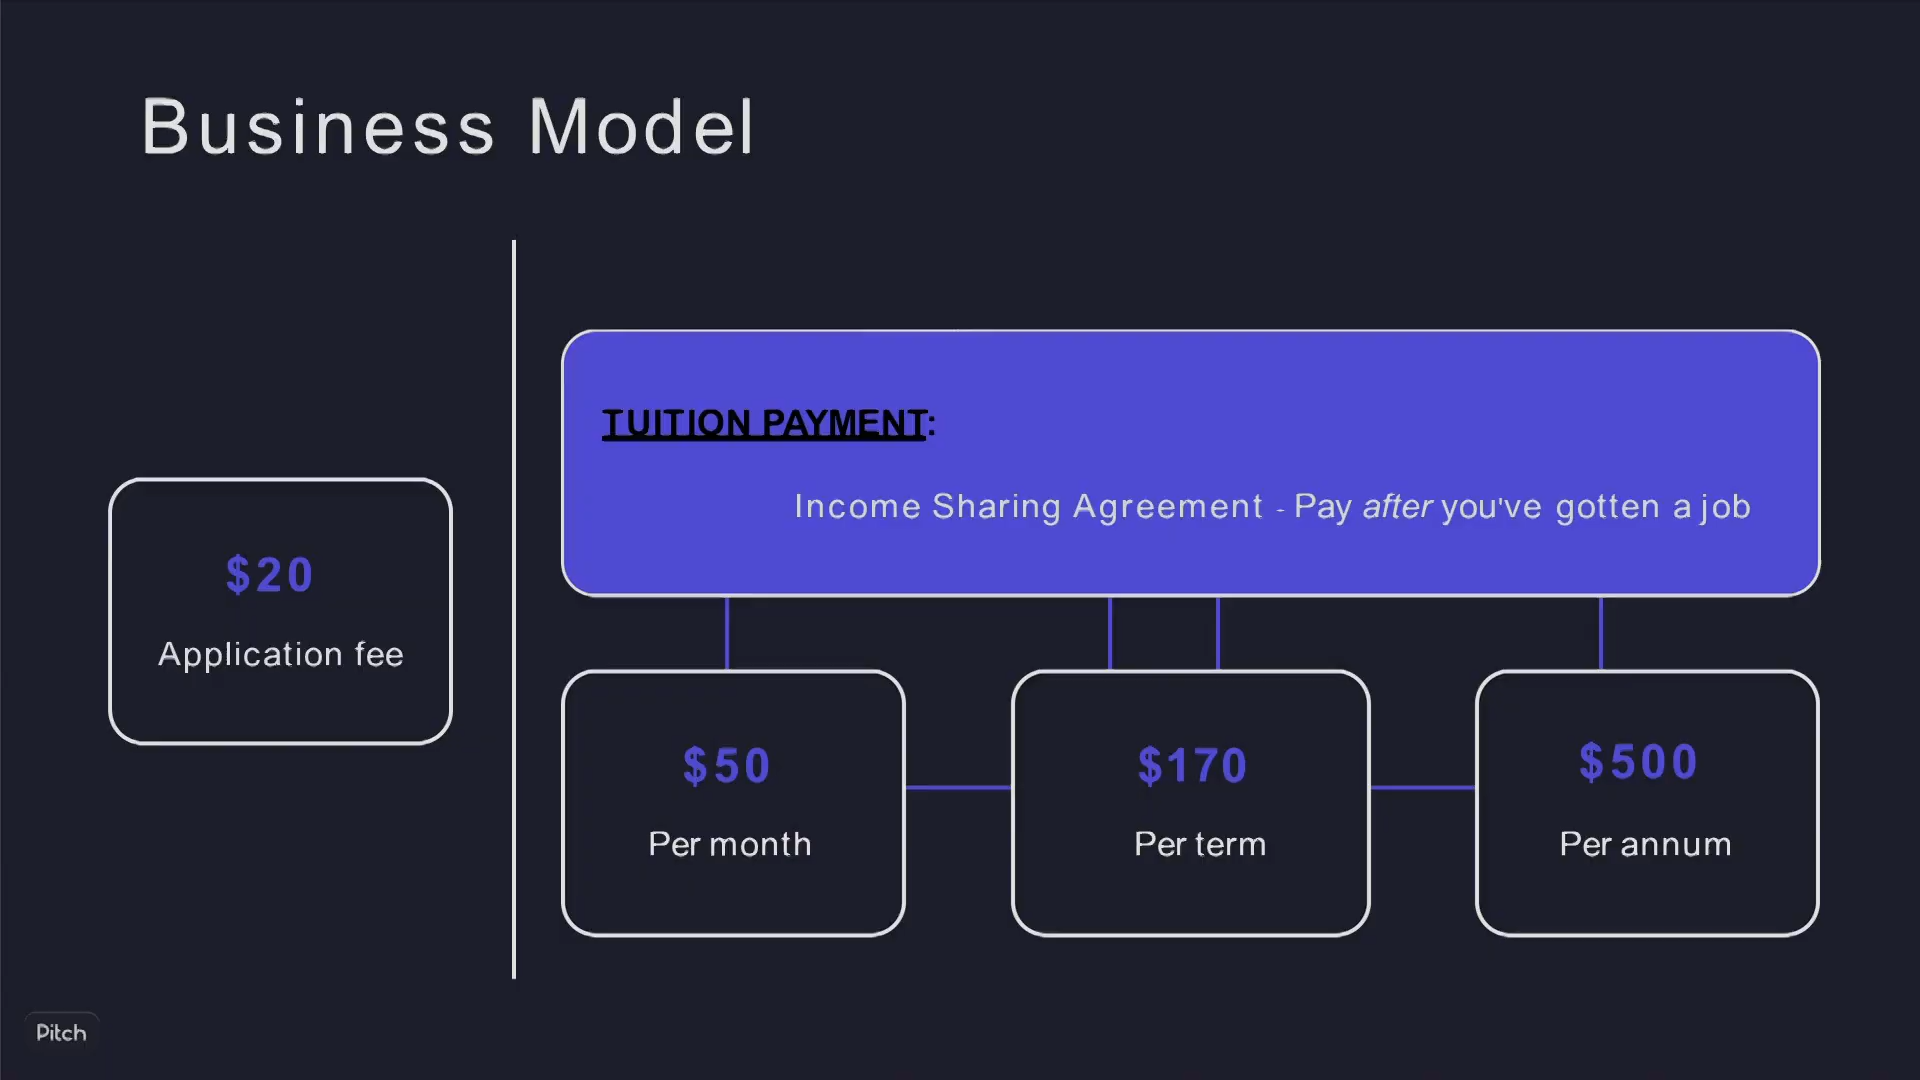 Business Model
$20
Application fee
TUITION PAYMENT:
Income Sharing Agreement - Pay after you've gotten a job
$50
Per month
$170
Per term
$500
Per annum
Pitch